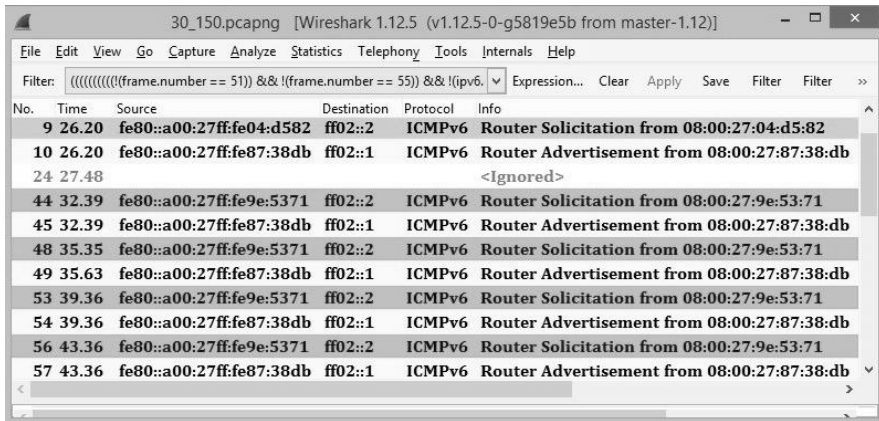 30_150.pcapng [Wireshark 1.12.5 (v1.12.5-0-g5819e5b from master-1.12)]
File Edit View Go Capture Analyze Statistics Telephony Tools Internals Help
Filter: ((((((((((!(frame.number == 51)) && !(frame.number == 55)) && !(ipv6. Expression... Clear Apply Save Filter Filter »
No. Time Source Destination Protocol Info
9 26.20 fe80::a00:27ff:fe04:d582 ff02::2 ICMPv6 Router Solicitation from 08:00:27:04:d5:82
10 26.20 fe80::a00:27ff:fe87:38db ff02::1 ICMPv6 Router Advertisement from 08:00:27:87:38:db
24 27.48 <Ignored>
44 32.39 fe80::a00:27ff:fe9e:5371 ff02::2 ICMPv6 Router Solicitation from 08:00:27:9e:53:71
45 32.39 fe80::a00:27ff:fe87:38db ff02::1 ICMPv6 Router Advertisement from 08:00:27:87:38:db
48 35.35 fe80::a00:27ff:fe9e:5371 ff02::2 ICMPv6 Router Solicitation from 08:00:27:9e:53:71
49 35.63 fe80::a00:27ff:fe87:38db ff02::1 ICMPv6 Router Advertisement from 08:00:27:87:38:db
53 39.36 fe80::a00:27ff:fe9e:5371 ff02::2 ICMPv6 Router Solicitation from 08:00:27:9e:53:71
54 39.36 fe80::a00:27ff:fe87:38db ff02::1 ICMPv6 Router Advertisement from 08:00:27:87:38:db
56 43.36 fe80::a00:27ff:fe9e:5371 ff02::2 ICMPv6 Router Solicitation from 08:00:27:9e:53:71
57 43.36 fe80::a00:27ff:fe87:38db ff02::1 ICMPv6 Router Advertisement from 08:00:27:87:38:db